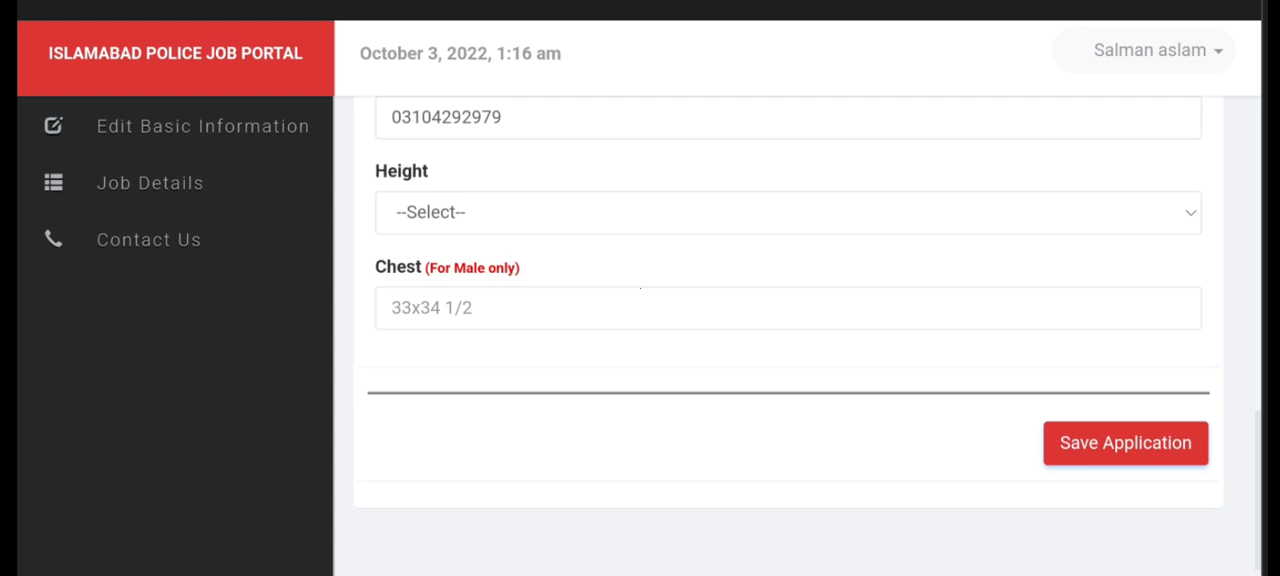 ISLAMABAD POLICE JOB PORTAL
October 3, 2022, 1:16 am
Salman aslam
Edit Basic Information
Job Details
Contact Us
03104292979
Height
--Select--
Chest (For Male only)
33x34 1/2
Save Application